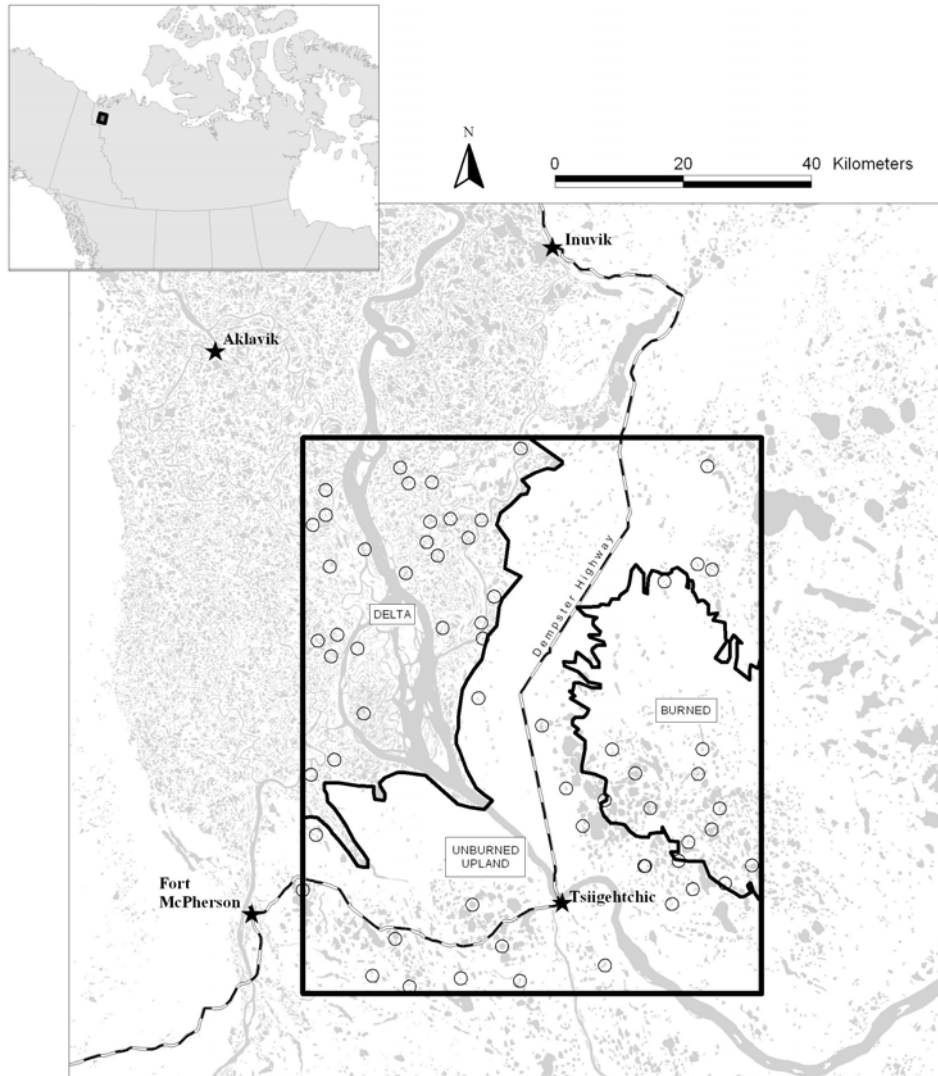 N
0 20 40 Kilometers
Inuvik
Aklavik
Dempster Highway
DELTA
BURNED
UNBURNED
UPLAND
Fort
McPherson
Tsiigehtchic